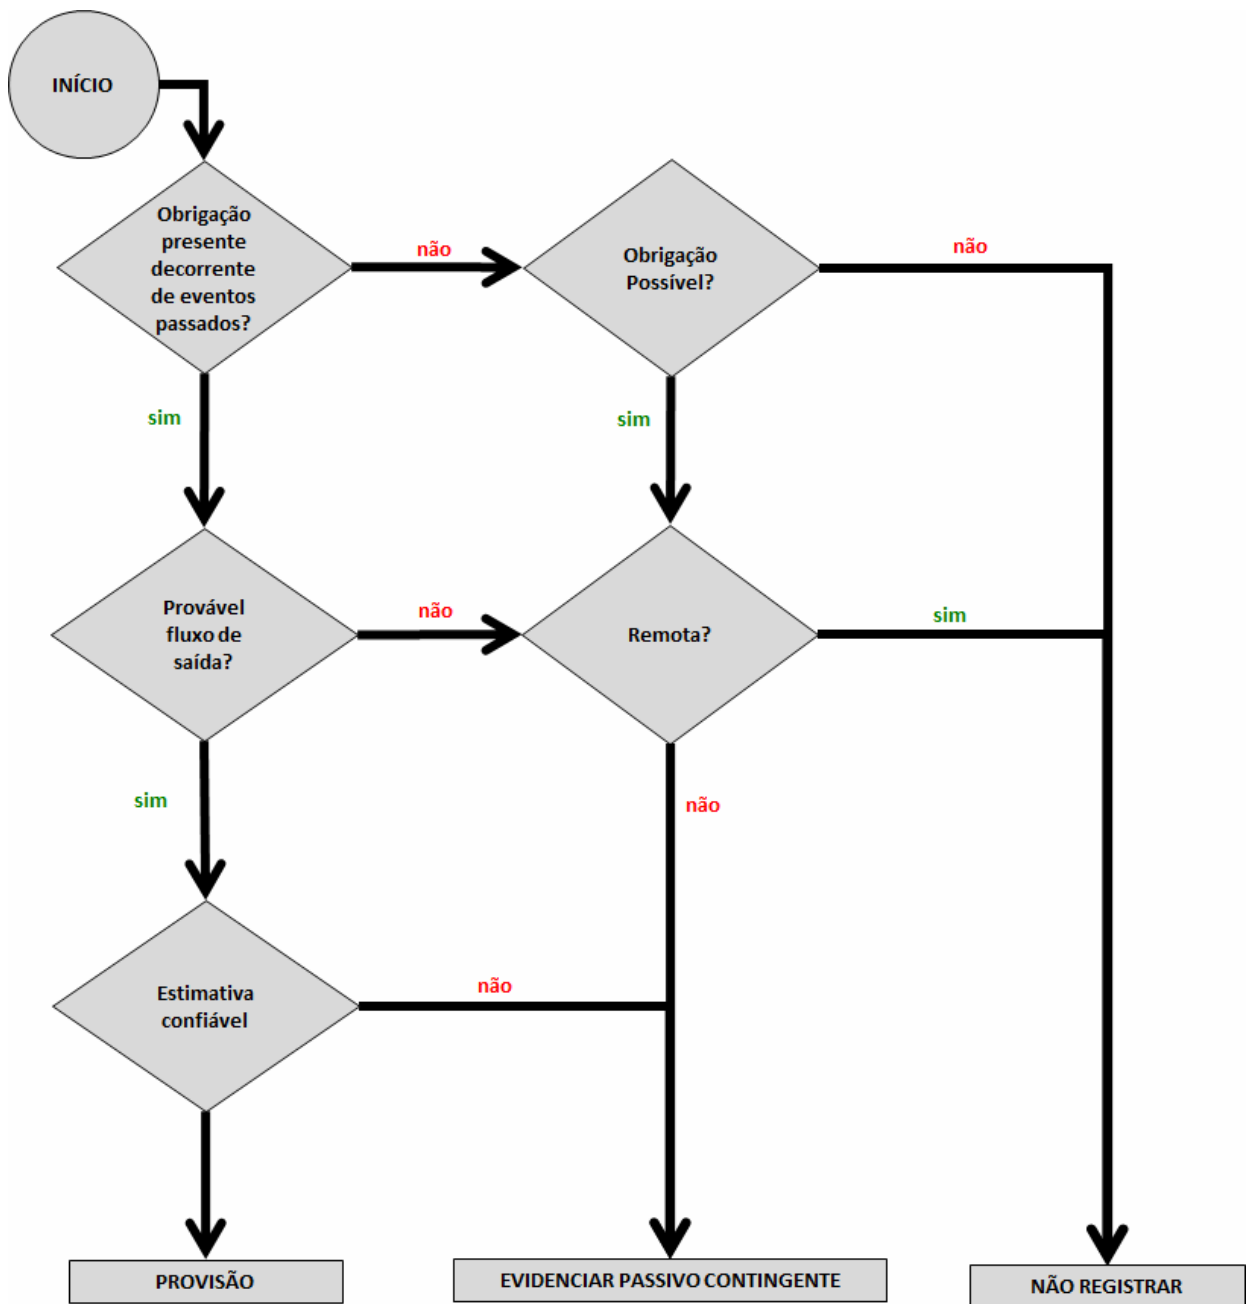 INÍCIO
Obrigação
presente
decorrente
de eventos
passados?
não
Obrigação
Possível?
não
sim
sim
Provável
fluxo de
saída?
não
Remota?
sim
sim
não
Estimativa
confiável
não
PROVISÃO
EVIDENCIAR PASSIVO CONTINGENTE
NÃO REGISTRAR